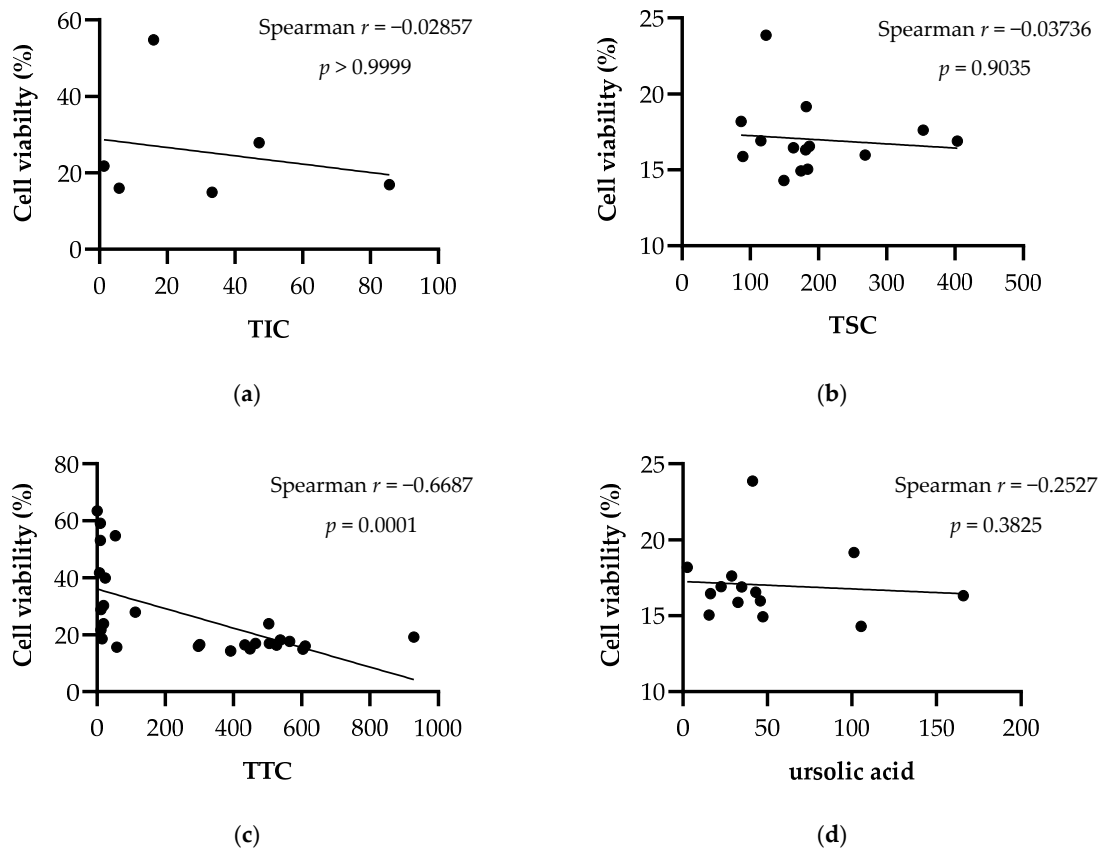 Spearman r = −0.02857
p > 0.9999
Cell viabilty (%)
60
40
20
0
0 20 40 60 80 100
TIC
(a)
Spearman r = −0.03736
p = 0.9035
Cell viability (%)
25
20
15
10
0 100 200 300 400 500
TSC
(b)
Spearman r = −0.6687
p = 0.0001
Cell viability (%)
80
60
40
20
0
0 200 400 600 800 1000
TTC
(c)
Spearman r = −0.2527
p = 0.3825
Cell viability (%)
25
20
15
10
0 50 100 150 200
ursolic acid
(d)